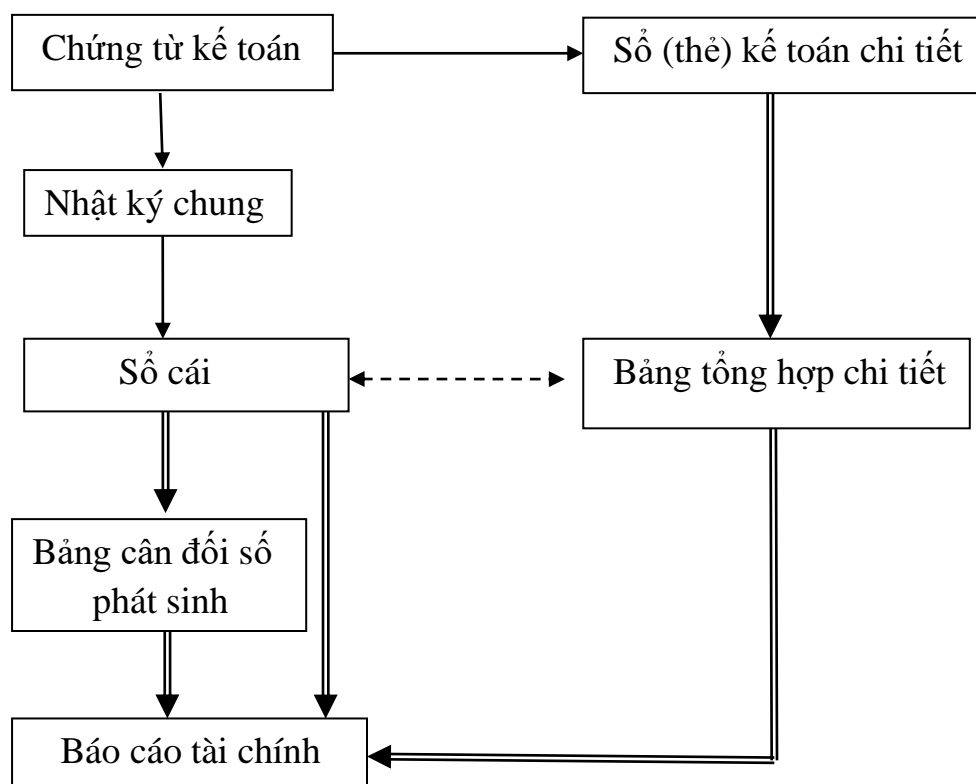 Chứng từ kế toán
Sổ (thẻ) kế toán chi tiết
Nhật ký chung
Sổ cái
Bảng tổng hợp chi tiết
Bảng cân đối số
phát sinh
Báo cáo tài chính